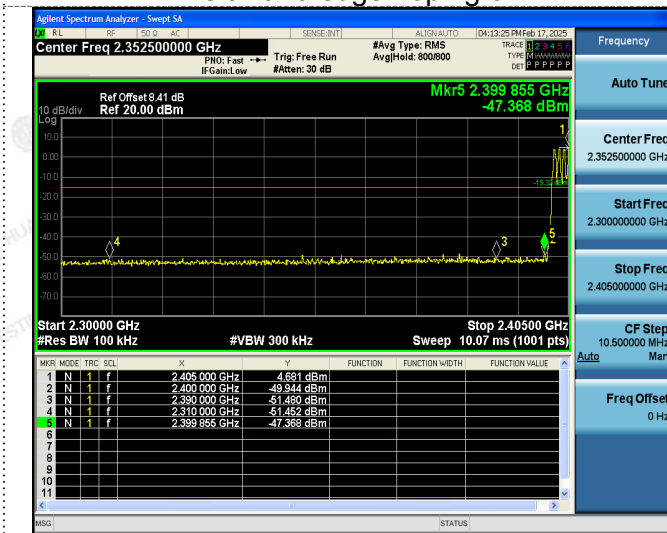 Agilent Spectrum Analyzer - Swept SA
LXI RL RF 50 Ω AC SENSE:INT ALIGN AUTO 04:13:25 PM Feb 17, 2025
Center Freq 2.352500000 GHz
#Avg Type: RMS
TRACE 1 2 3 4 5 6
PNO: Fast
Trig: Free Run
Avg|Hold: 800/800
TYPE M
IFGain:Low
#Atten: 30 dB
DET P P P P P P
Frequency
Auto Tune
Center Freq
2.352500000 GHz
Start Freq
2.300000000 GHz
Stop Freq
2.405000000 GHz
CF Step
10.500000 MHz
Auto Man
Freq Offset
0 Hz
Mkr5 2.399 855 GHz
-47.368 dBm
Ref Offset 8.41 dB
10 dB/div Ref 20.00 dBm
Log
10.0
0.00
-10.0
-20.0
-30.0
-40.0
-50.0
-60.0
-70.0
1
4
3
5
2
Start 2.30000 GHz Stop 2.40500 GHz
#Res BW 100 kHz #VBW 300 kHz Sweep 10.07 ms (1001 pts)
MKR MODE TRC SCL X Y FUNCTION FUNCTION WIDTH FUNCTION VALUE
1 N 1 f 2.405 000 GHz 4.681 dBm
2 N 1 f 2.400 000 GHz -49.944 dBm
3 N 1 f 2.390 000 GHz -51.480 dBm
4 N 1 f 2.310 000 GHz -51.452 dBm
5 N 1 f 2.399 855 GHz -47.368 dBm
6
7
8
9
10
11
MSG STATUS